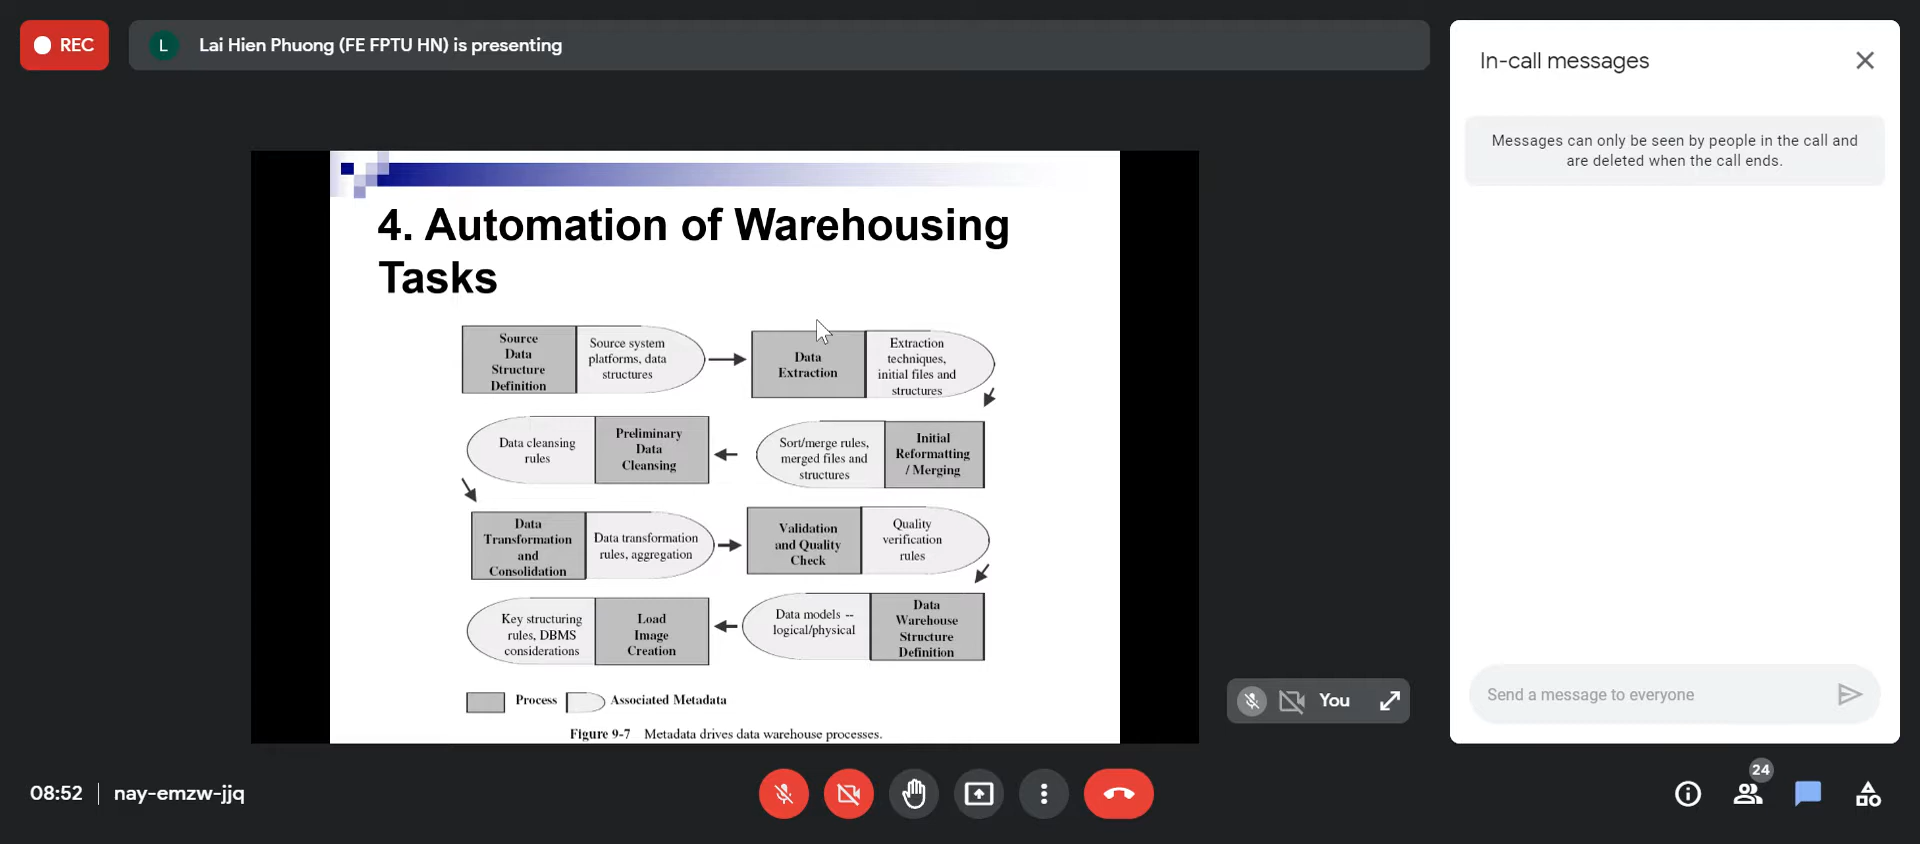 REC
L
Lai Hien Phuong (FE FPTU HN) is presenting
In-call messages
Messages can only be seen by people in the call and
are deleted when the call ends.
4. Automation of Warehousing
Tasks
Source
Data
Structure
Definition
Source system
platforms, data
structures
Data
Extraction
Extraction
techniques,
initial files and
structures
Data cleansing
rules
Preliminary
Data
Cleansing
Sort/merge rules,
merged files and
structures
Initial
Reformatting
/ Merging
Data
Transformation
and
Consolidation
Data transformation
rules, aggregation
Validation
and Quality
Check
Quality
verification
rules
Key structuring
rules, DBMS
considerations
Load
Image
Creation
Data models --
logical/physical
Data
Warehouse
Structure
Definition
Process
Associated Metadata
Figure 9-7 Metadata drives data warehouse processes.
You
Send a message to everyone
08:52
nay-emzw-jjq
24